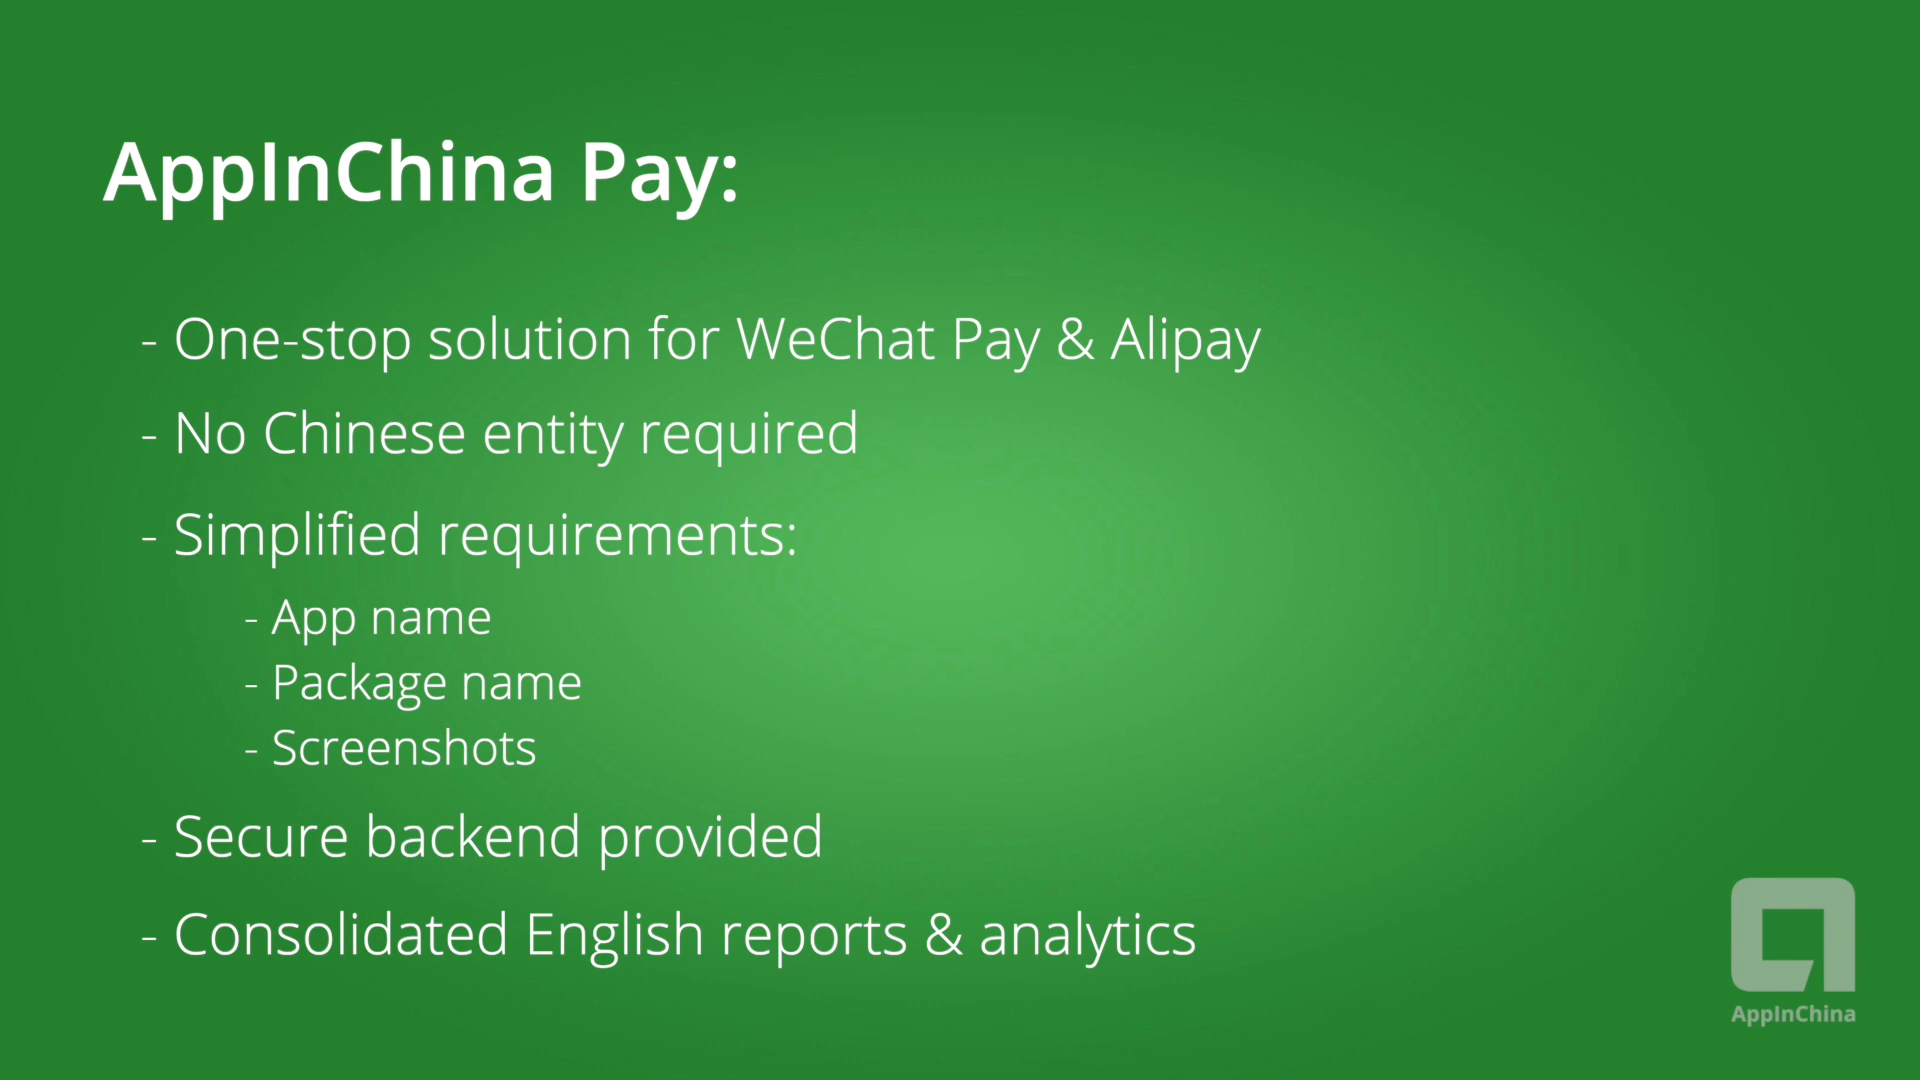 AppInChina Pay:
- One-stop solution for WeChat Pay & Alipay
- No Chinese entity required
- Simplified requirements:
- App name
- Package name
- Screenshots
- Secure backend provided
- Consolidated English reports & analytics
AppInChina